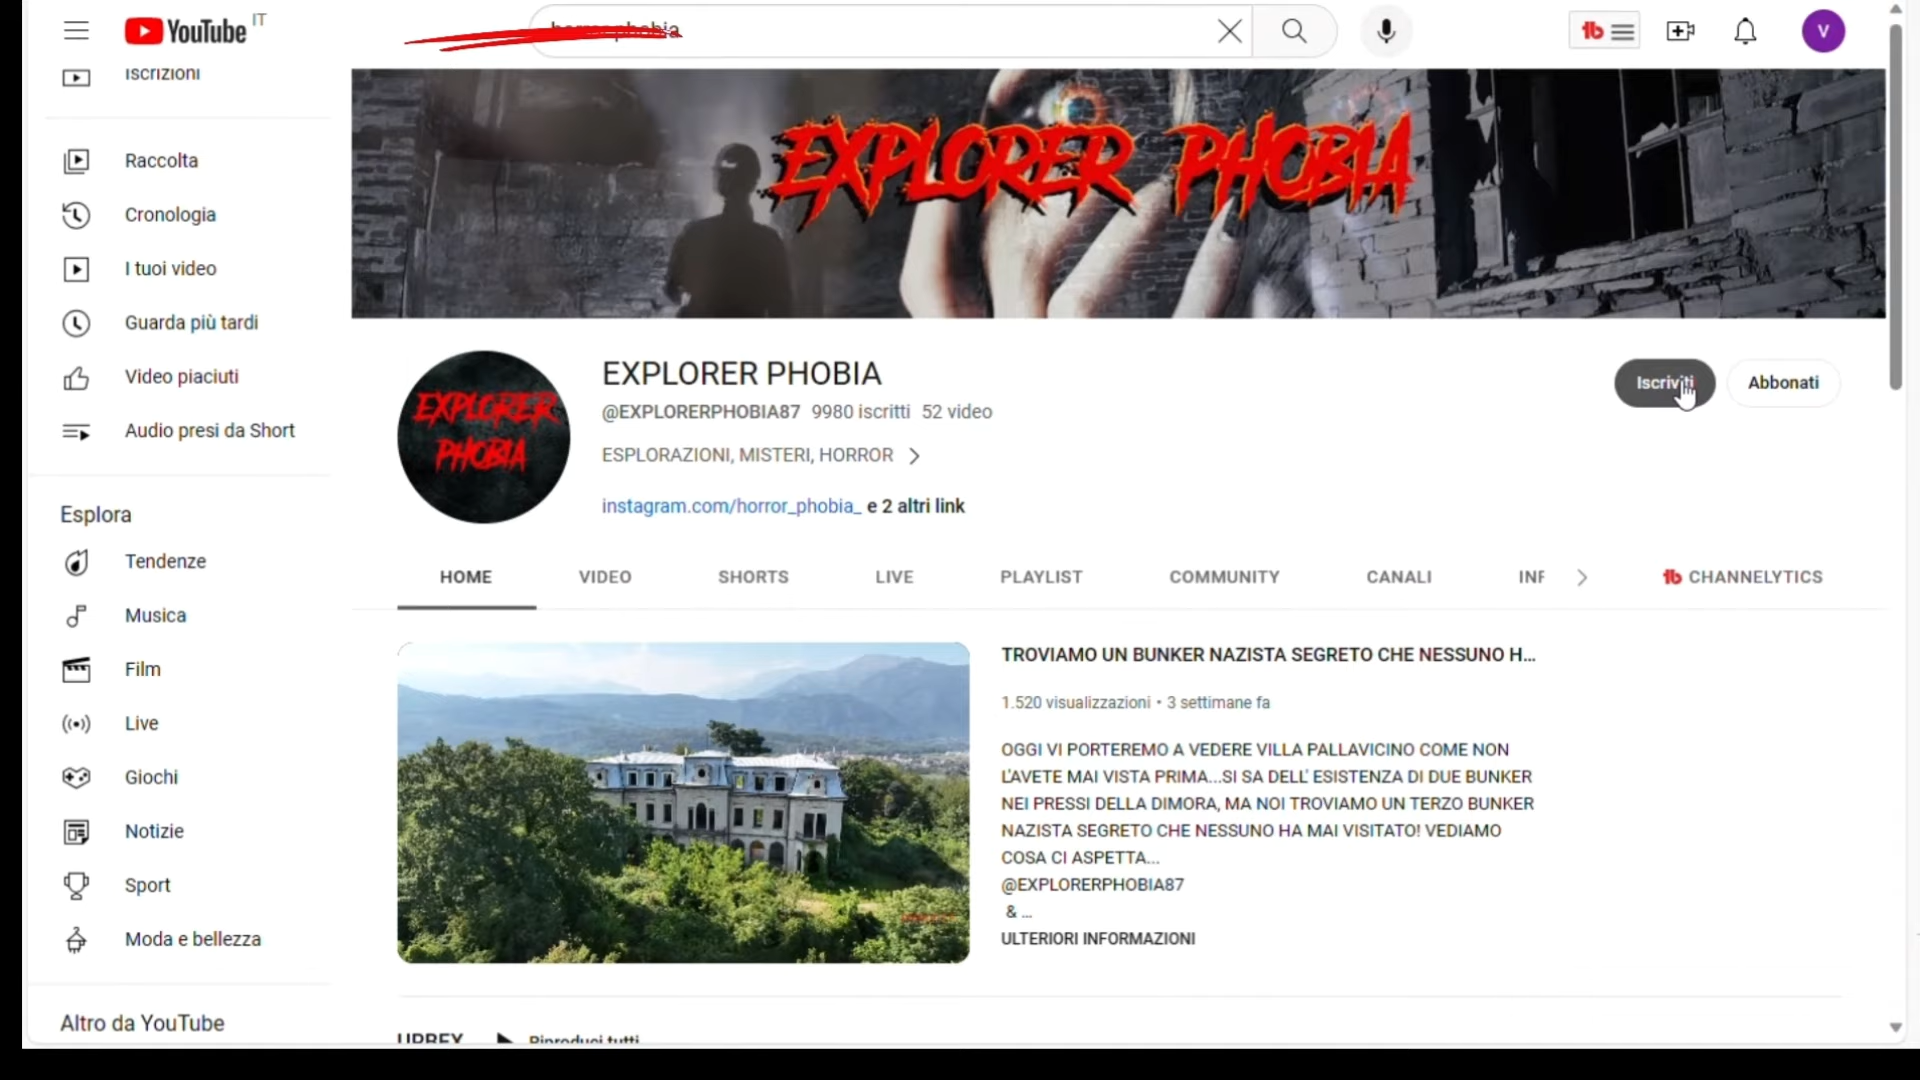 YouTube IT
V
Iscrizioni
Raccolta
Cronologia
I tuoi video
Guarda più tardi
Video piaciuti
Audio presi da Short
Esplora
Tendenze
Musica
Film
Live
Giochi
Notizie
Sport
Moda e bellezza
Altro da YouTube
EXPLORER PHOBIA
EXPLORER
PHOBIA
EXPLORER PHOBIA
@EXPLORERPHOBIA87 9980 iscritti 52 video
ESPLORAZIONI, MISTERI, HORROR
instagram.com/horror_phobia_ e 2 altri link
Iscriviti
Abbonati
HOME VIDEO SHORTS LIVE PLAYLIST COMMUNITY CANALI INF CHANNELYTICS
TROVIAMO UN BUNKER NAZISTA SEGRETO CHE NESSUNO H...
1.520 visualizzazioni • 3 settimane fa
OGGI VI PORTEREMO A VEDERE VILLA PALLAVICINO COME NON
L'AVETE MAI VISTA PRIMA...SI SA DELL' ESISTENZA DI DUE BUNKER
NEI PRESSI DELLA DIMORA, MA NOI TROVIAMO UN TERZO BUNKER
NAZISTA SEGRETO CHE NESSUNO HA MAI VISITATO! VEDIAMO
COSA CI ASPETTA...
@EXPLORERPHOBIA87
& ...
ULTERIORI INFORMAZIONI
URBEX Riproduci tutti